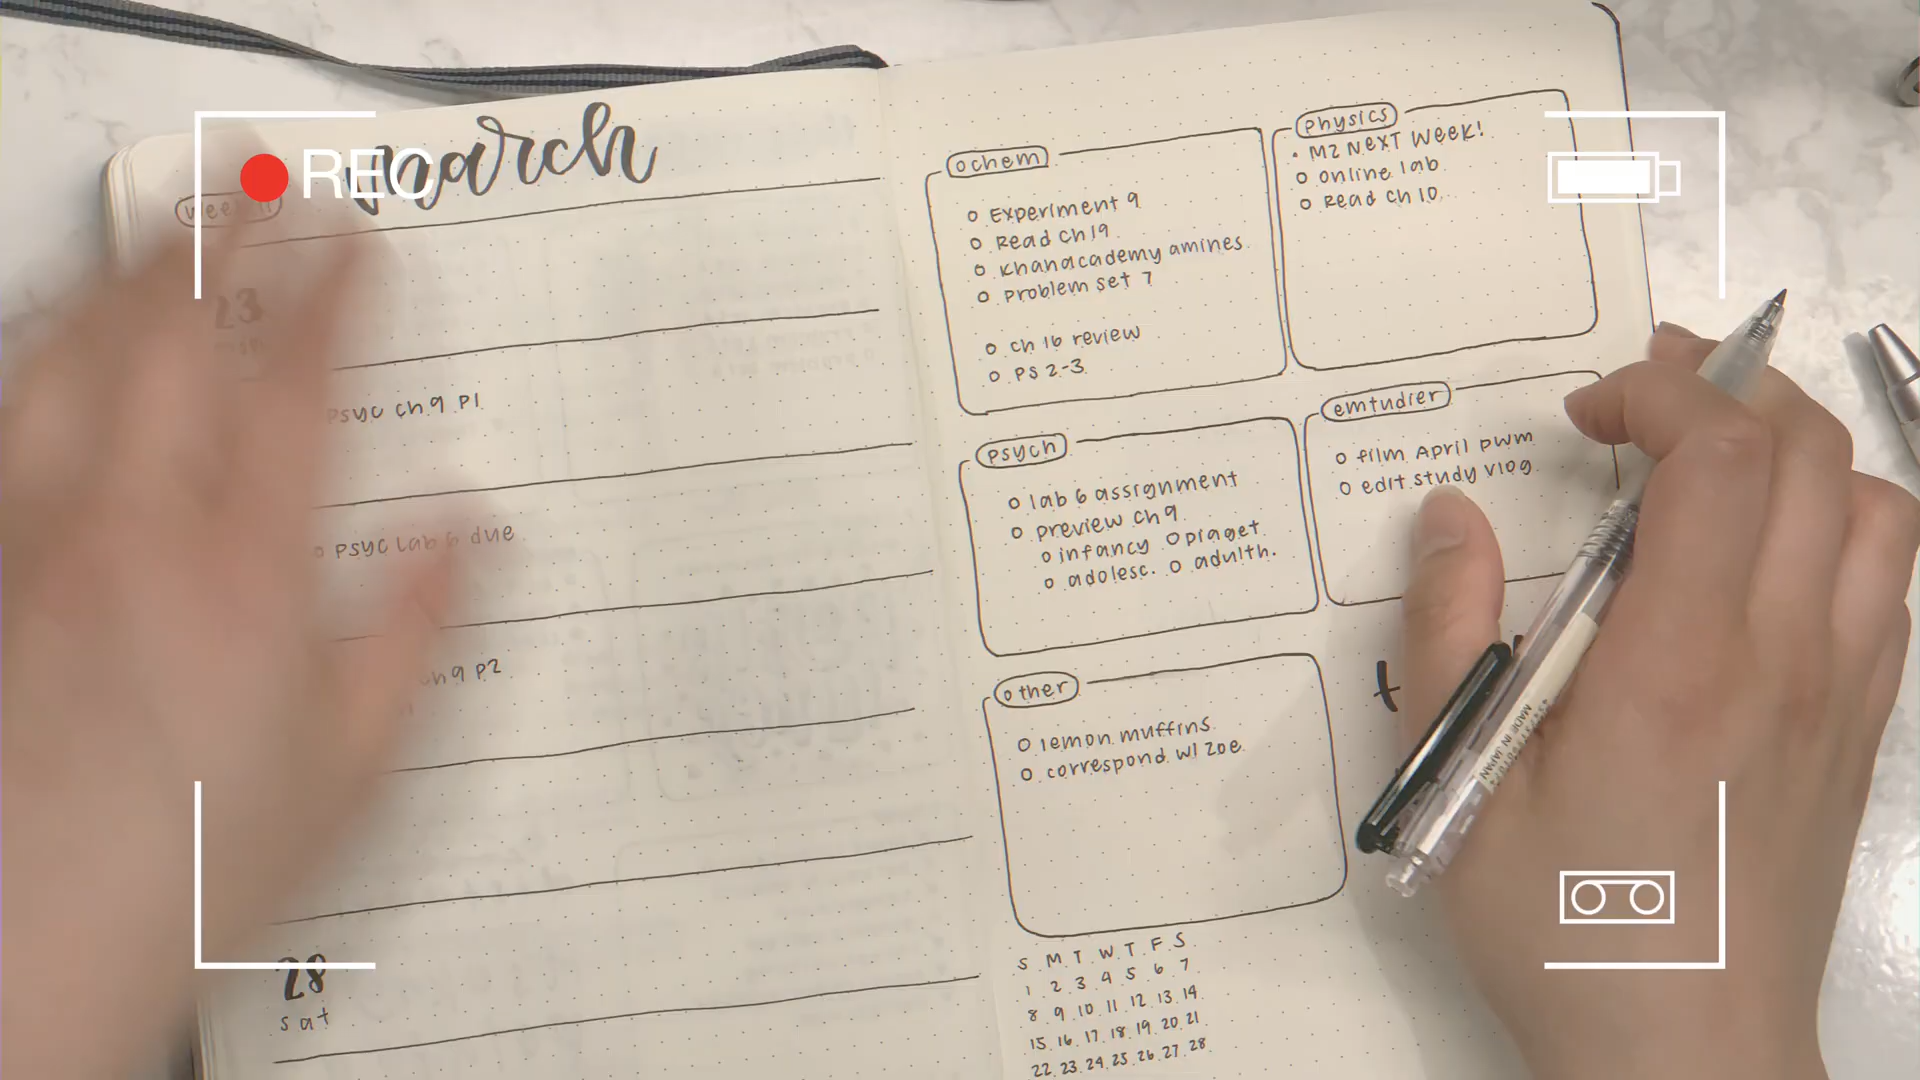 REC
march
23
psyc ch 9 P1
psyc lab 6 due
ch 9 P2
28
sat
ochem
Experiment 9
Read Ch 19
Khanacademy amines
Problem set 7
ch 16 review
PS 2-3
physics
M2 NEXT WEEK!
online lab
Read Ch 10
psych
lab 6 assignment
preview ch 9
infancy piaget
adolesc. adulth.
emtudier
film April pwm
edit study vlog
other
lemon muffins
correspond w/ zoe
t
S M T W T F S
1 2 3 4 5 6 7
8 9 10 11 12 13 14
15 16 17 18 19 20 21
22 23 24 25 26 27 28
MADE IN JAPAN